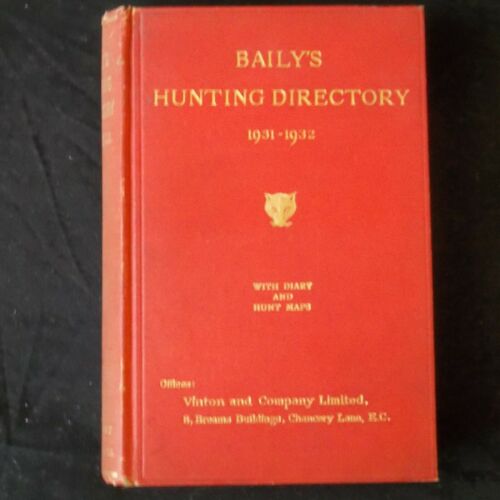 BAILY'S
HUNTING DIRECTORY
1931-1932
WITH DIARY
AND
HUNT MAPS
Offices:
Vinton and Company Limited,
8, Breams Buildings, Chancery Lane, E.C.